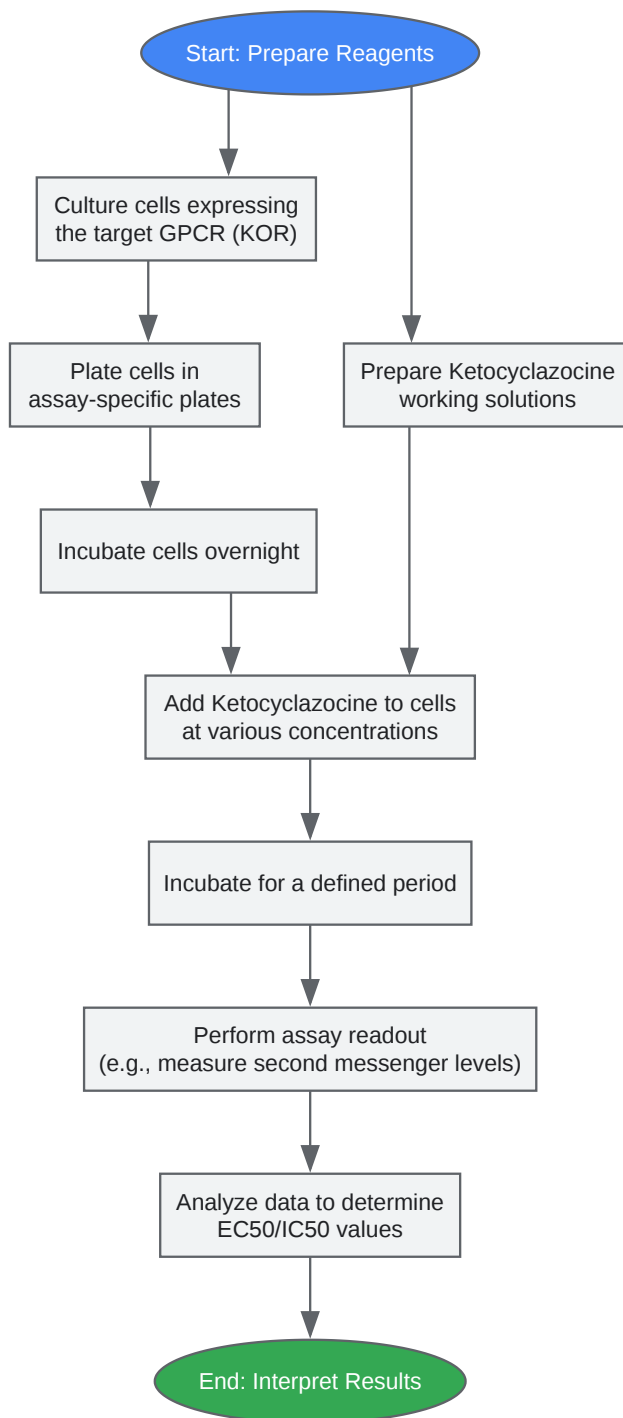 Start: Prepare Reagents
Culture cells expressing
the target GPCR (KOR)
Plate cells in
assay-specific plates
Prepare Ketocyclazocine
working solutions
Incubate cells overnight
Add Ketocyclazocine to cells
at various concentrations
Incubate for a defined period
Perform assay readout
(e.g., measure second messenger levels)
Analyze data to determine
EC50/IC50 values
End: Interpret Results